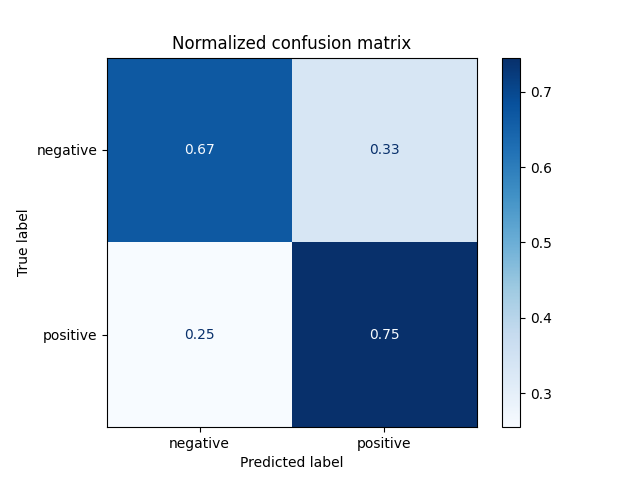 Normalized confusion matrix
True label
negative
0.67
0.33
positive
0.25
0.75
negative
positive
Predicted label
0.7
0.6
0.5
0.4
0.3